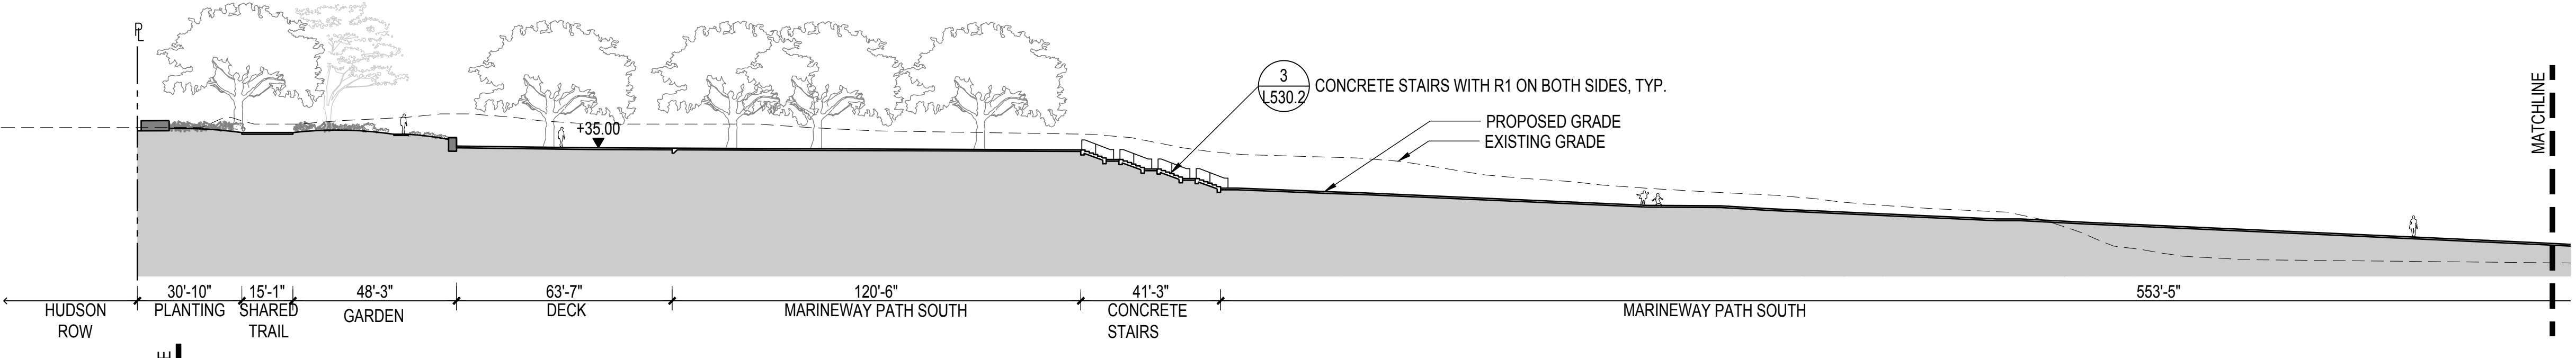 PL
3
L530.2
CONCRETE STAIRS WITH R1 ON BOTH SIDES, TYP.
PROPOSED GRADE
EXISTING GRADE
+35.00
MATCHLINE
30'-10"
15'-1"
48'-3"
63'-7"
120'-6"
41'-3"
553'-5"
HUDSON
ROW
PLANTING
SHARED
TRAIL
GARDEN
DECK
MARINEWAY PATH SOUTH
CONCRETE
STAIRS
MARINEWAY PATH SOUTH